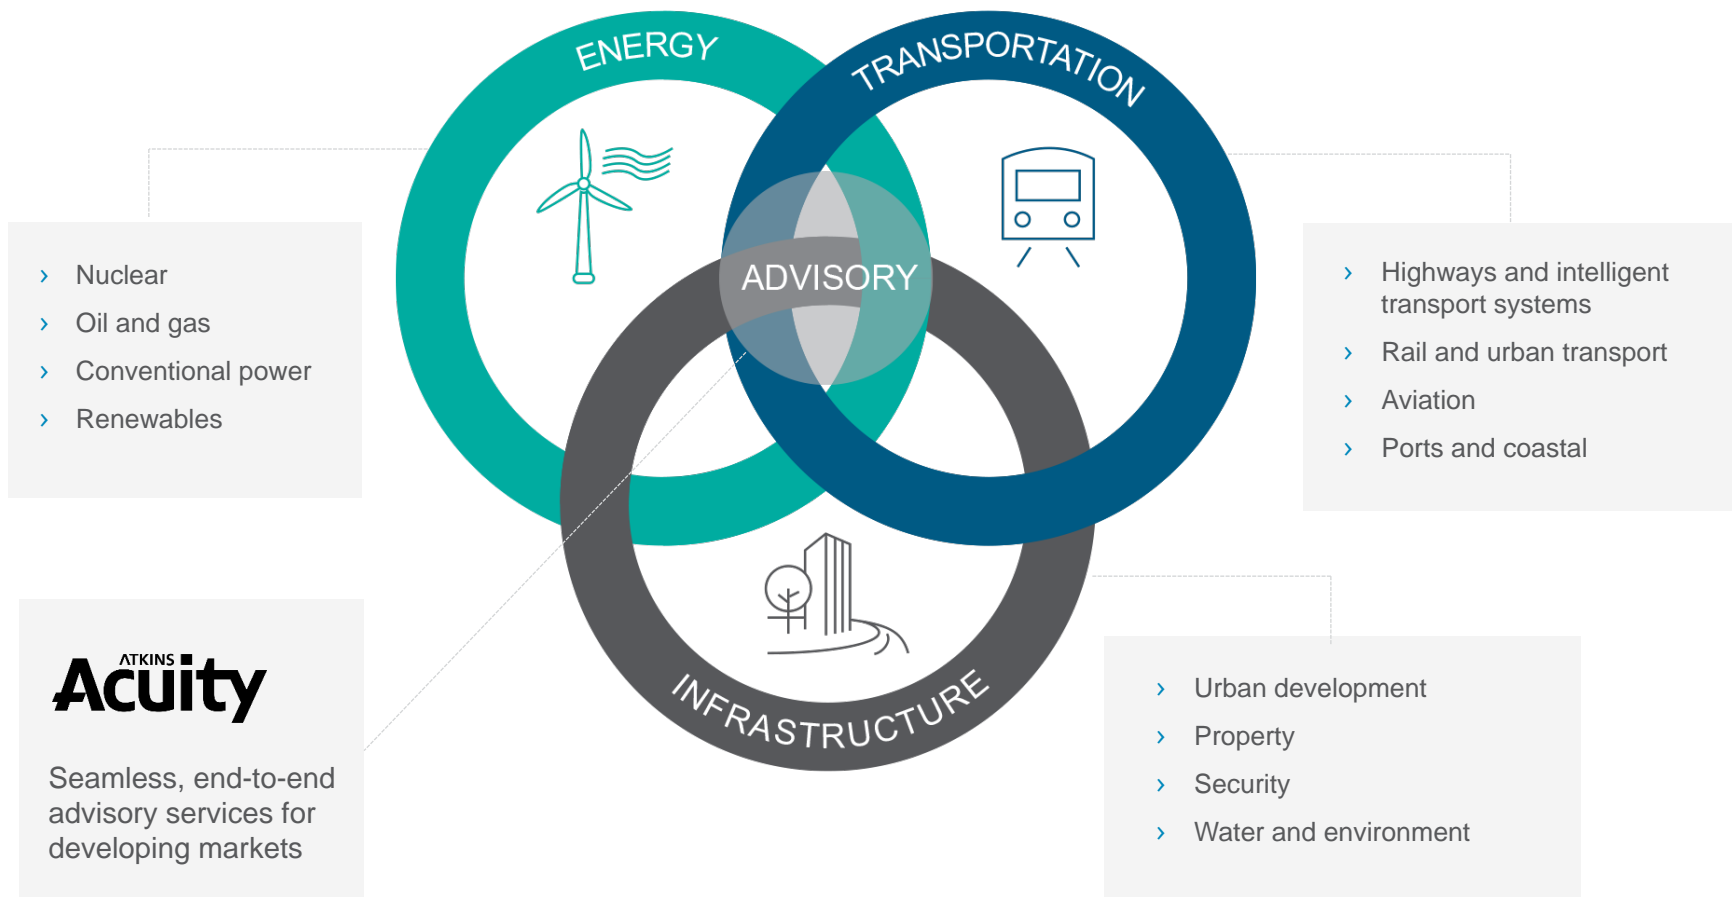 ENERGY
TRANSPORTATION
ADVISORY
INFRASTRUCTURE
› Nuclear
› Oil and gas
› Conventional power
› Renewables
› Highways and intelligent
transport systems
› Rail and urban transport
› Aviation
› Ports and coastal
ATKINS
Acuity
Seamless, end-to-end
advisory services for
developing markets
› Urban development
› Property
› Security
› Water and environment